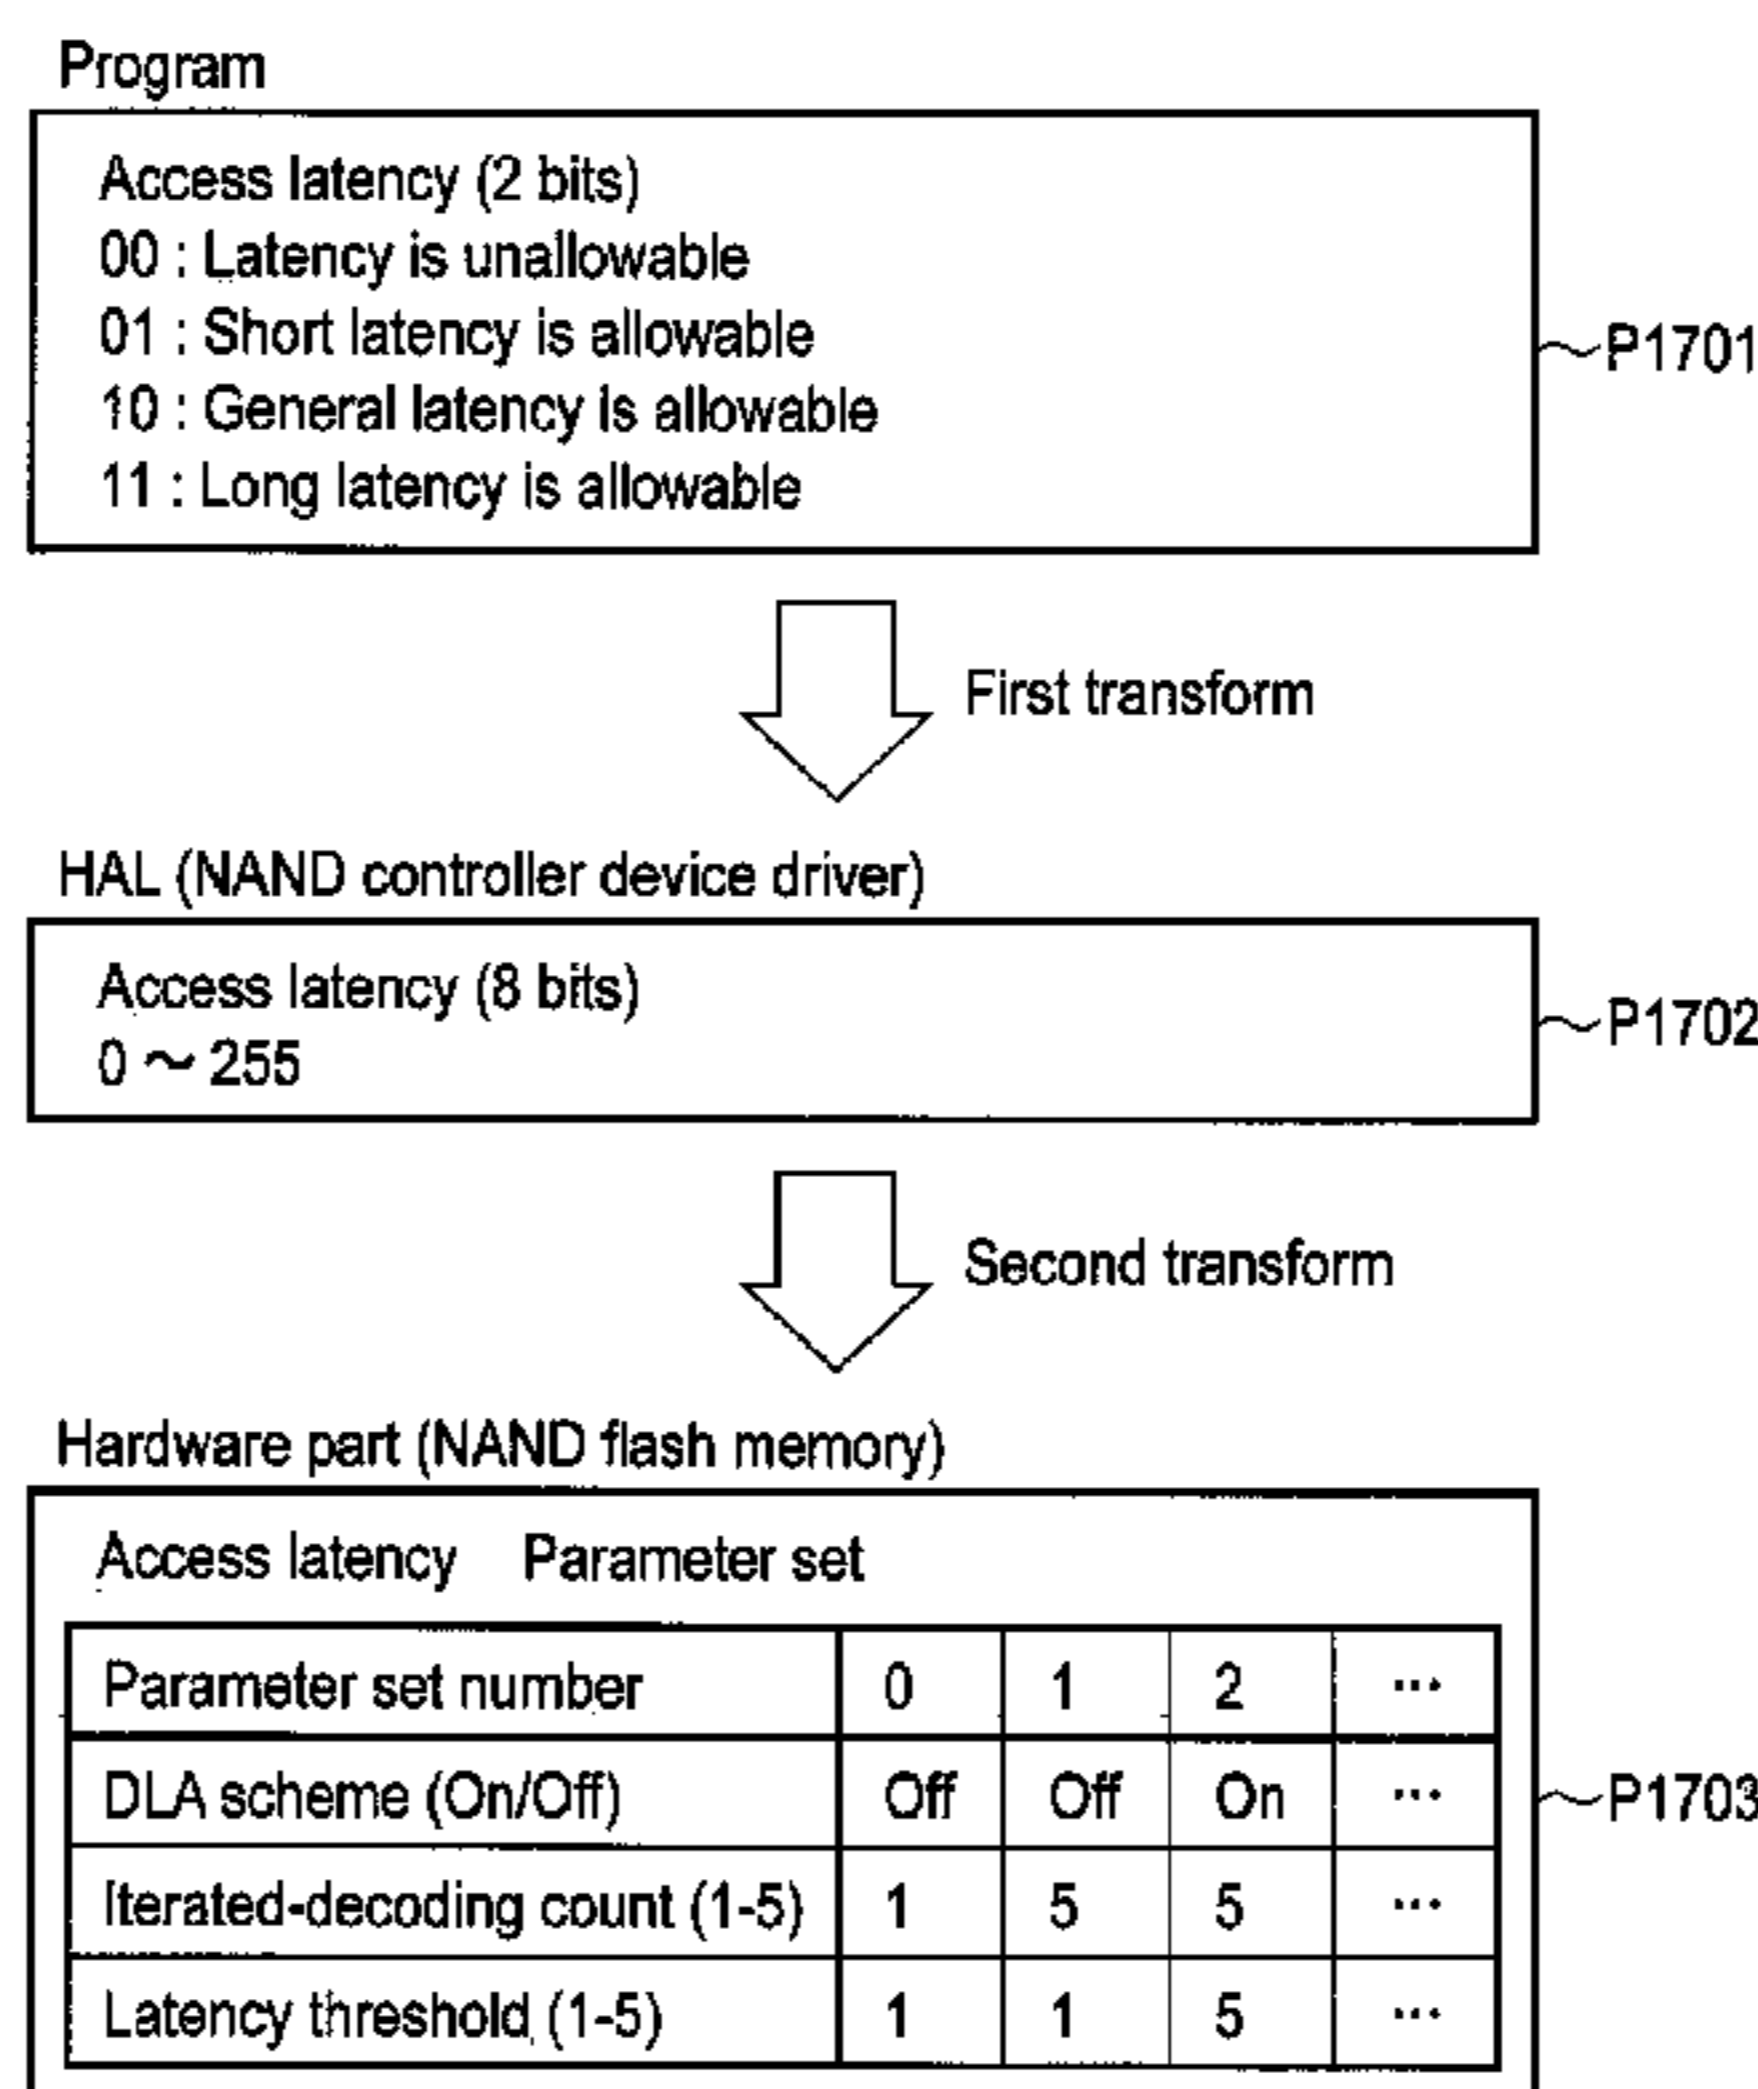 Program
Access latency (2 bits)
00 : Latency is unallowable
01 : Short latency is allowable
10 : General latency is allowable
11 : Long latency is allowable
P1701
First transform
HAL (NAND controller device driver)
Access latency (8 bits)
0 ~ 255
P1702
Second transform
Hardware part (NAND flash memory)
Access latency Parameter set
Parameter set number 0 1 2 ...
DLA scheme (On/Off) Off Off On ...
P1703
Iterated-decoding count (1-5) 1 5 5 ...
Latency threshold (1-5) 1 1 5 ...